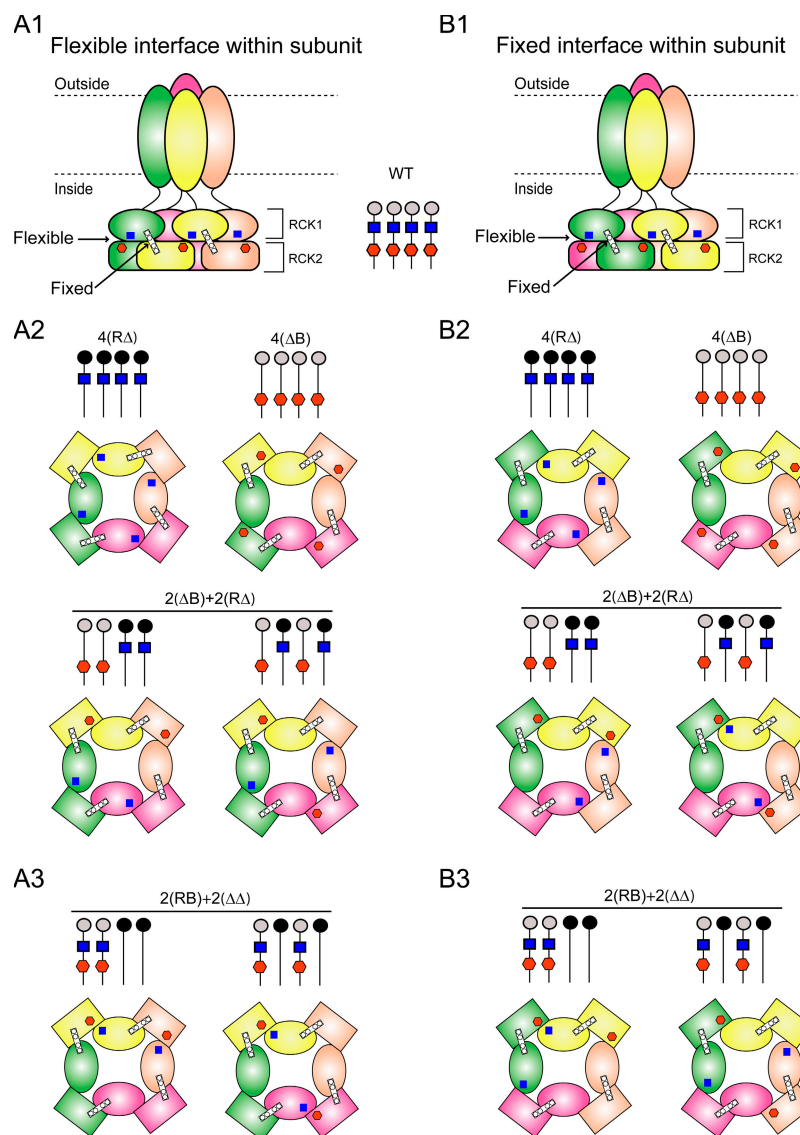 A1
Flexible interface within subunit
Outside
Inside
Flexible
Fixed
RCK1
RCK2
WT
B1
Fixed interface within subunit
Outside
Inside
Flexible
Fixed
RCK1
RCK2
A2
4(RΔ)
4(ΔB)
2(ΔB)+2(RΔ)
B2
4(RΔ)
4(ΔB)
2(ΔB)+2(RΔ)
A3
2(RB)+2(ΔΔ)
B3
2(RB)+2(ΔΔ)